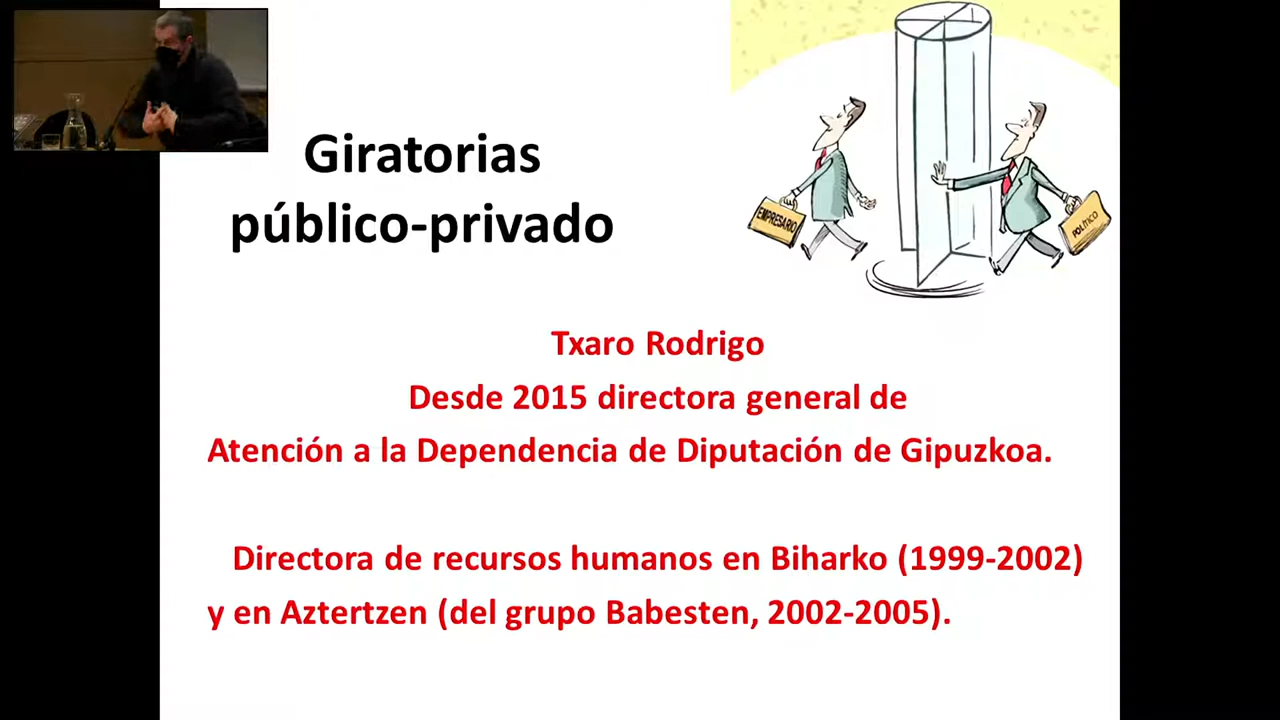 Giratorias
público-privado
EMPRESARIO
POLÍTICO
Txaro Rodrigo
Desde 2015 directora general de
Atención a la Dependencia de Diputación de Gipuzkoa.
Directora de recursos humanos en Biharko (1999-2002)
y en Aztertzen (del grupo Babesten, 2002-2005).